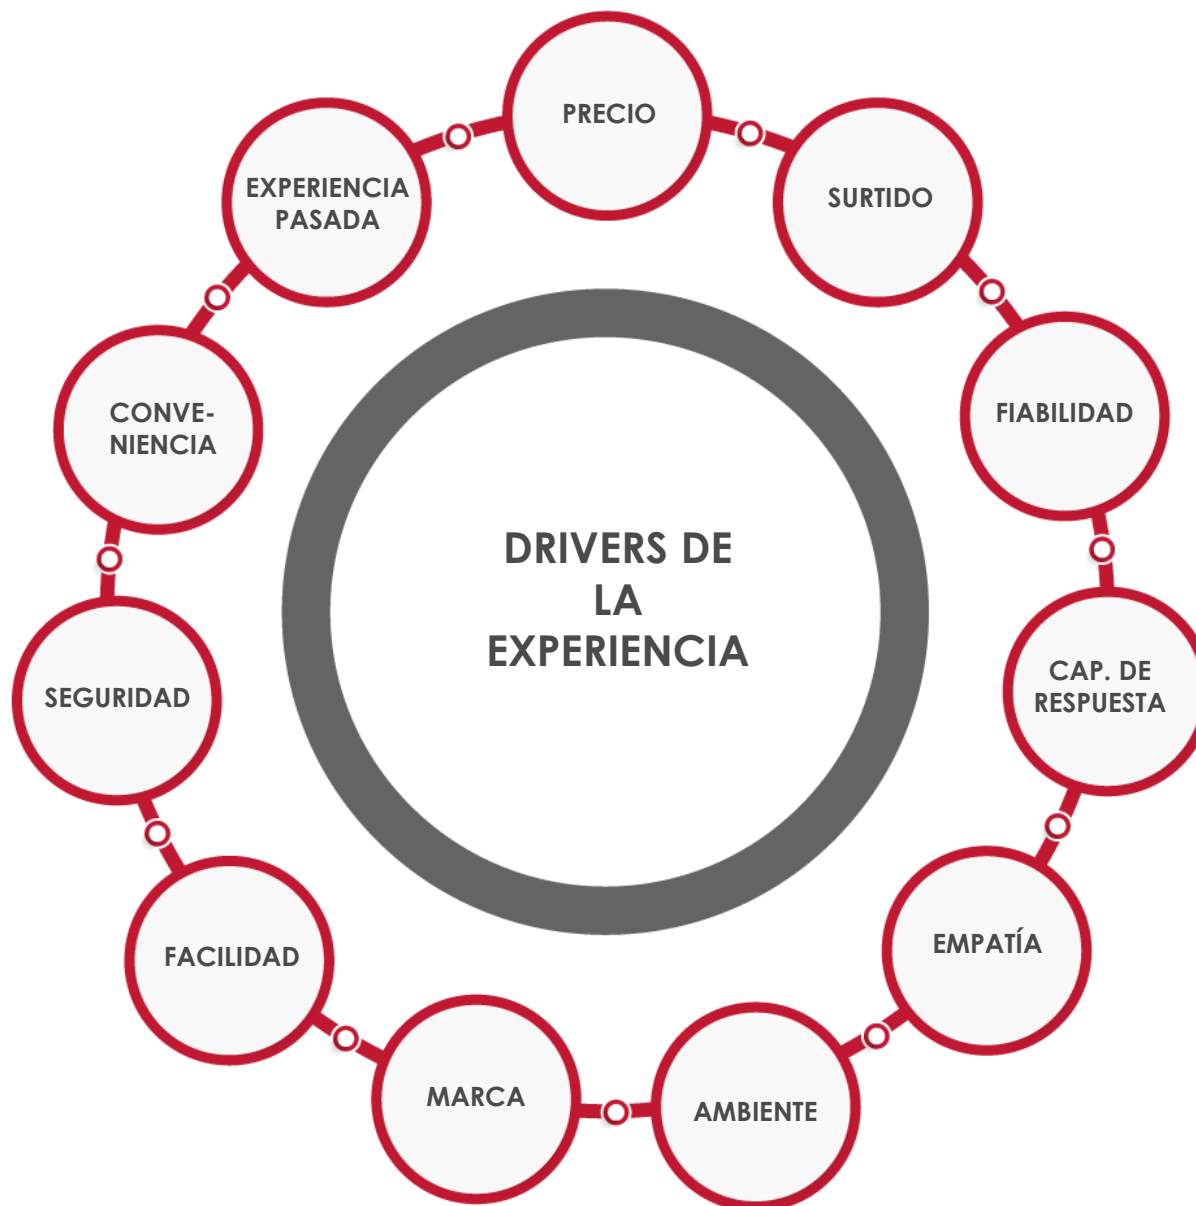 PRECIO
SURTIDO
FIABILIDAD
CAP. DE
RESPUESTA
EMPATÍA
AMBIENTE
MARCA
FACILIDAD
SEGURIDAD
CONVE-
NIENCIA
EXPERIENCIA
PASADA
DRIVERS DE
LA
EXPERIENCIA